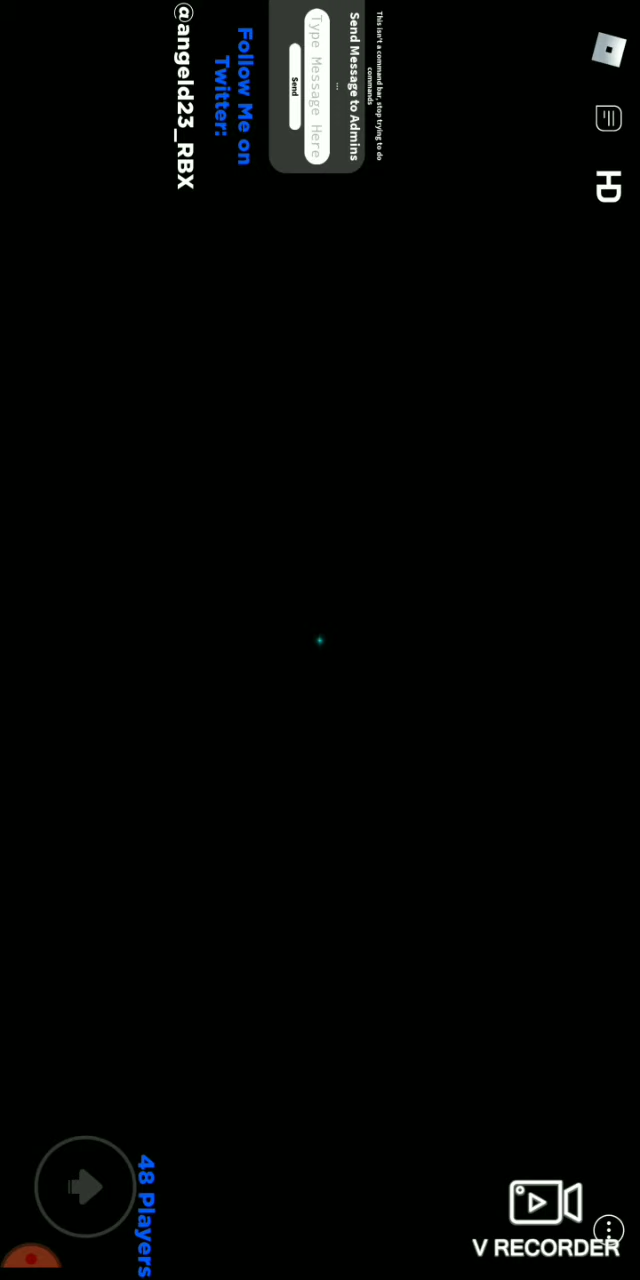 HD
This isn't a command bar, stop trying to do
commands
Send Message to Admins
...
Type Message Here
Send
Follow Me on
Twitter:
@angeld23_RBX
48 Players
V RECORDER